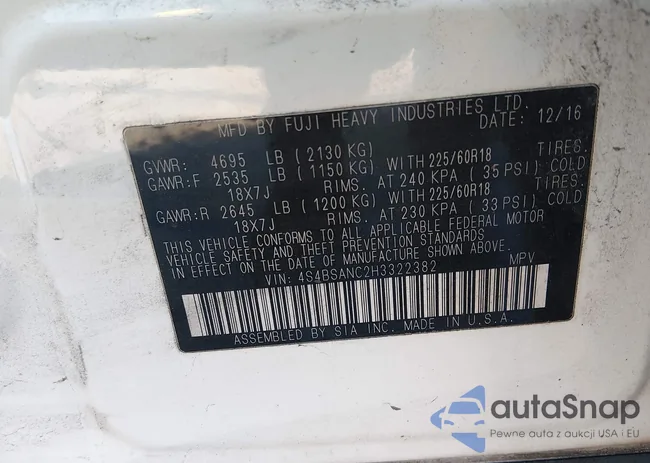 MFD BY FUJI HEAVY INDUSTRIES LTD.
DATE: 12/16
GVWR: 4695 LB (2130 KG) TIRES.
GAWR:F 2535 LB (1150 KG) WITH 225/60R18
18X7J RIMS. AT 240 KPA (35 PSI) COLD
GAWR:R 2645 LB (1200 KG) WITH 225/60R18 TIRES.
18X7J RIMS. AT 230 KPA (33 PSI) COLD
THIS VEHICLE CONFORMS TO ALL APPLICABLE FEDERAL MOTOR
VEHICLE SAFETY AND THEFT PREVENTION STANDARDS
IN EFFECT ON DATE OF MANUFACTURE SHOWN ABOVE.
VIN: 4S4BSANC2H3322382 MPV
ASSEMBLED BY SIA INC. MADE IN U.S.A.
autaSnap
Pewne auta z aukcji USA i EU